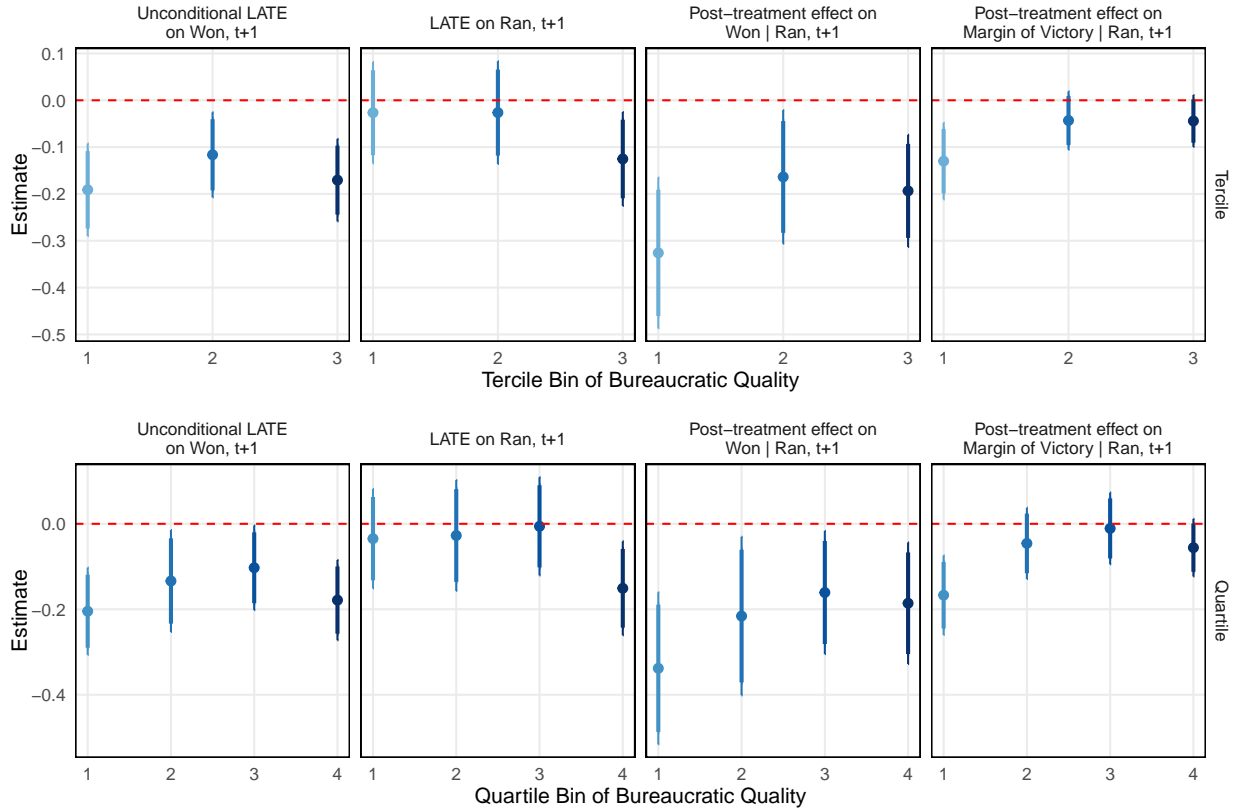 Unconditional LATE
on Won, t+1
LATE on Ran, t+1
Post−treatment effect on
Won | Ran, t+1
Post−treatment effect on
Margin of Victory | Ran, t+1
0.1
0.0
−0.1
−0.2
−0.3
−0.4
−0.5
Estimate
Tercile
1 2 3 1 2 3 1 2 3 1 2 3
Tercile Bin of Bureaucratic Quality
Unconditional LATE
on Won, t+1
LATE on Ran, t+1
Post−treatment effect on
Won | Ran, t+1
Post−treatment effect on
Margin of Victory | Ran, t+1
0.0
−0.2
−0.4
Estimate
Quartile
1 2 3 4 1 2 3 4 1 2 3 4 1 2 3 4
Quartile Bin of Bureaucratic Quality